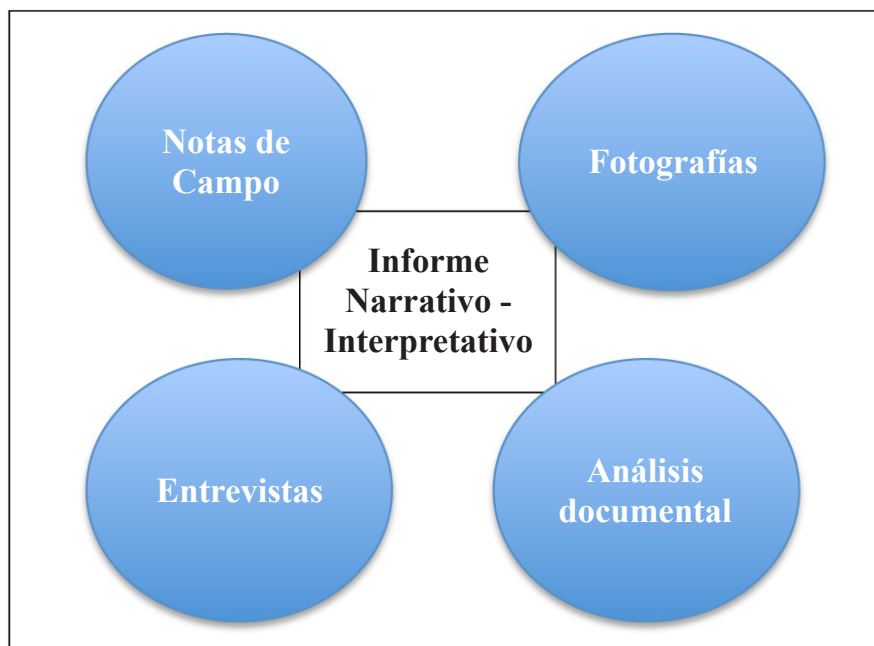 Notas de
Campo
Fotografías
Informe
Narrativo -
Interpretativo
Entrevistas
Análisis
documental